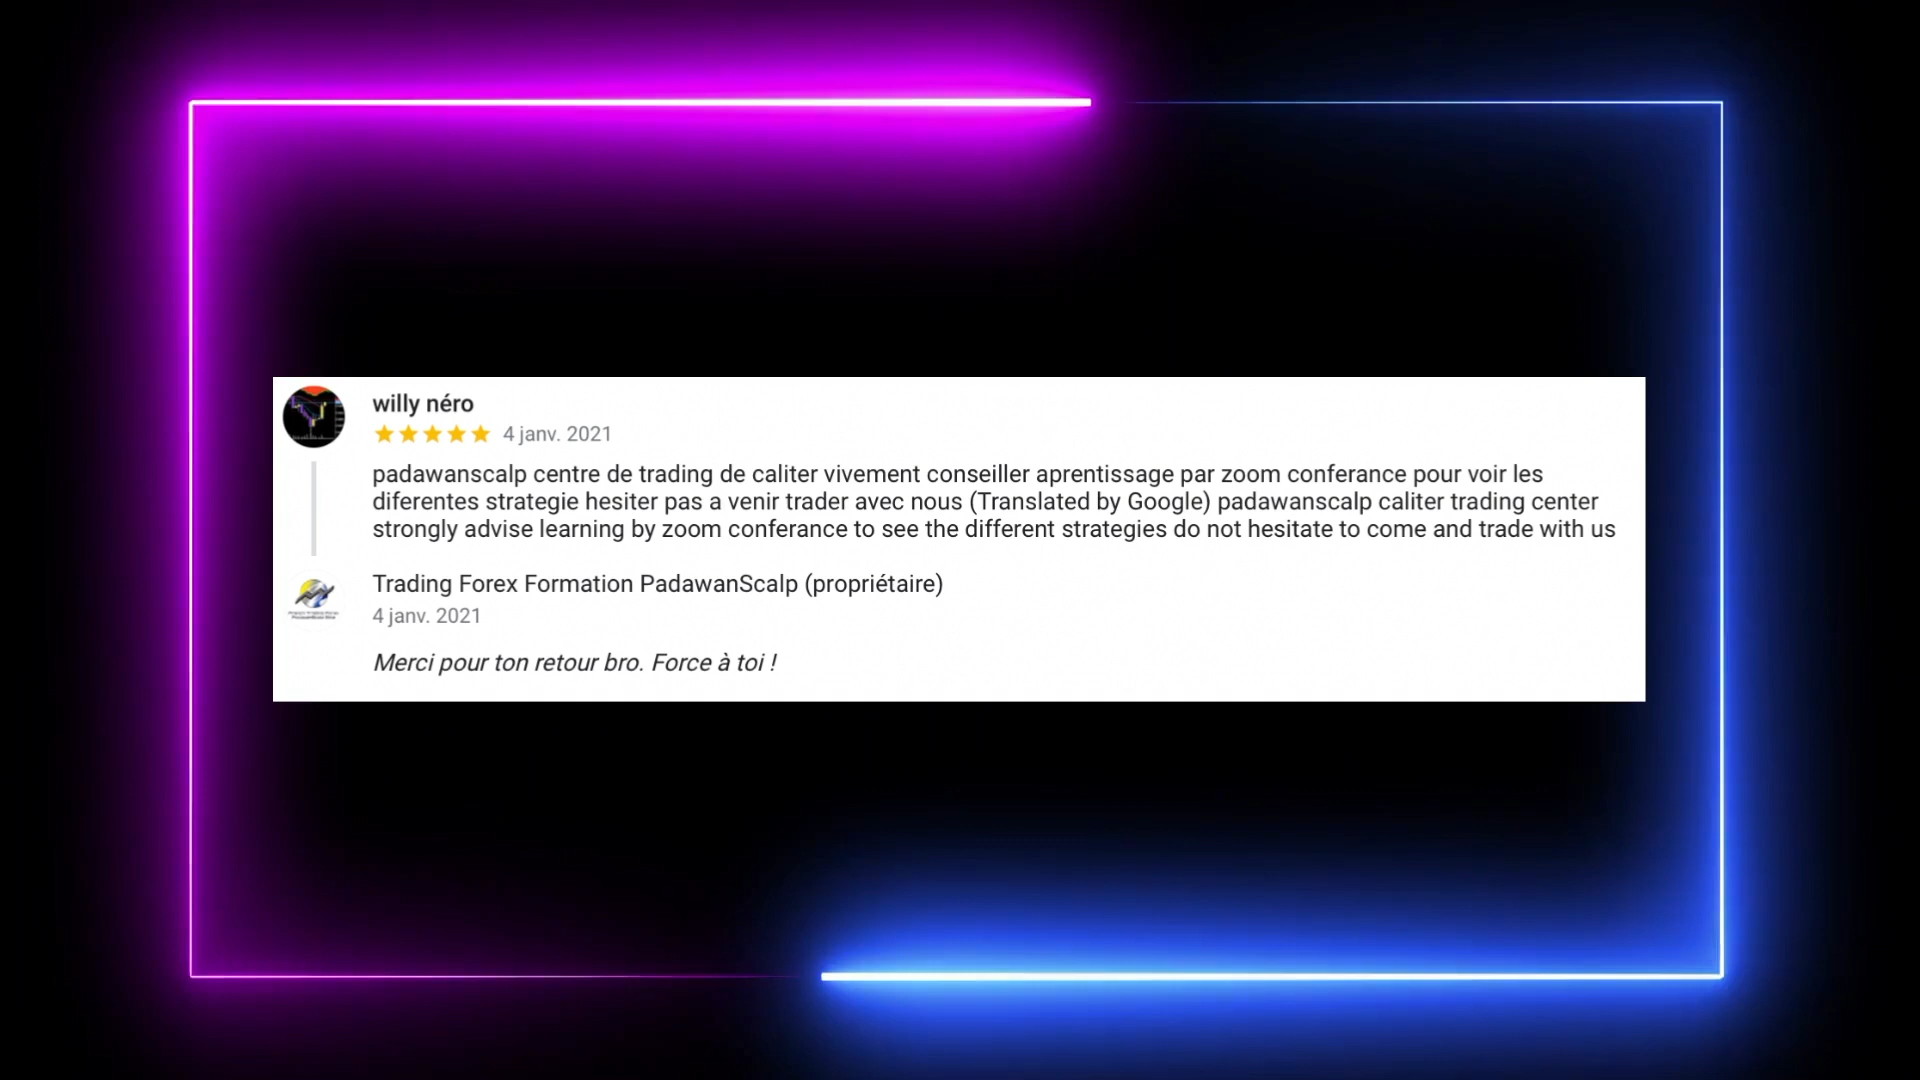 willy néro
4 janv. 2021
padawanscalp centre de trading de caliter vivement conseiller aprentissage par zoom conferance pour voir les
diferentes strategie hesiter pas a venir trader avec nous (Translated by Google) padawanscalp caliter trading center
strongly advise learning by zoom conferance to see the different strategies do not hesitate to come and trade with us
Trading Forex Formation PadawanScalp (propriétaire)
4 janv. 2021
Merci pour ton retour bro. Force à toi !